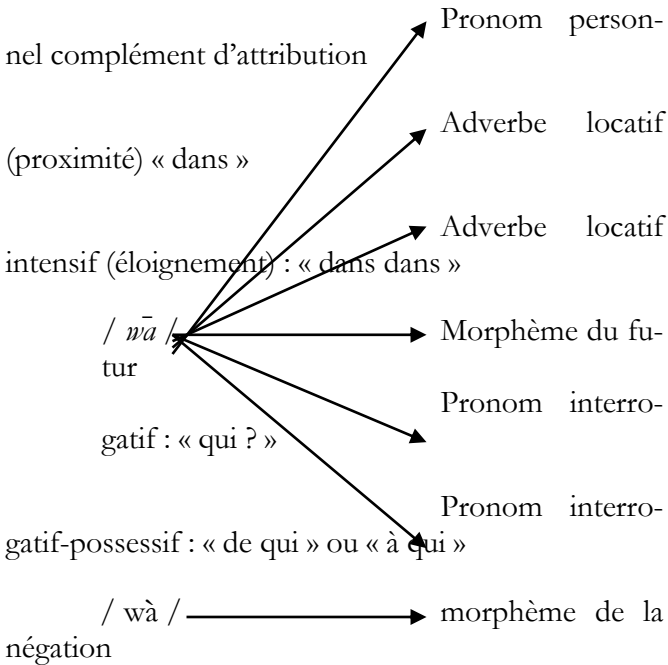 Pronom person-
nel complément d’attribution
Adverbe locatif
(proximité) « dans »
Adverbe locatif
intensif (éloignement) : « dans dans »
/ wā / Morphème du fu-
tur
Pronom interro-
gatif : « qui ? »
Pronom interro-
gatif-possessif : « de qui » ou « à qui »
/ wà / morphème de la
négation